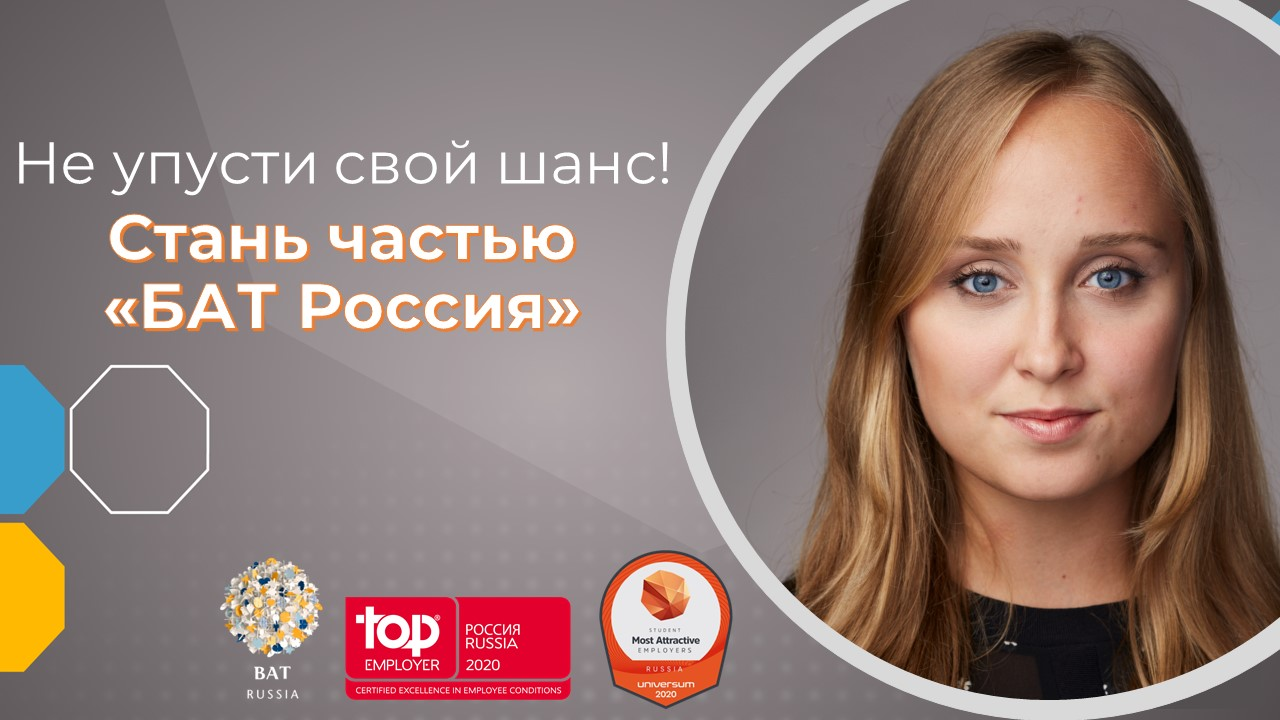 Не упусти свой шанс!
Стань частью
«БАТ Россия»
BAT
RUSSIA
top®
EMPLOYER
РОССИЯ
RUSSIA
2020
CERTIFIED EXCELLENCE IN EMPLOYEE CONDITIONS
STUDENT
Most Attractive
EMPLOYERS
RUSSIA
universum
2020